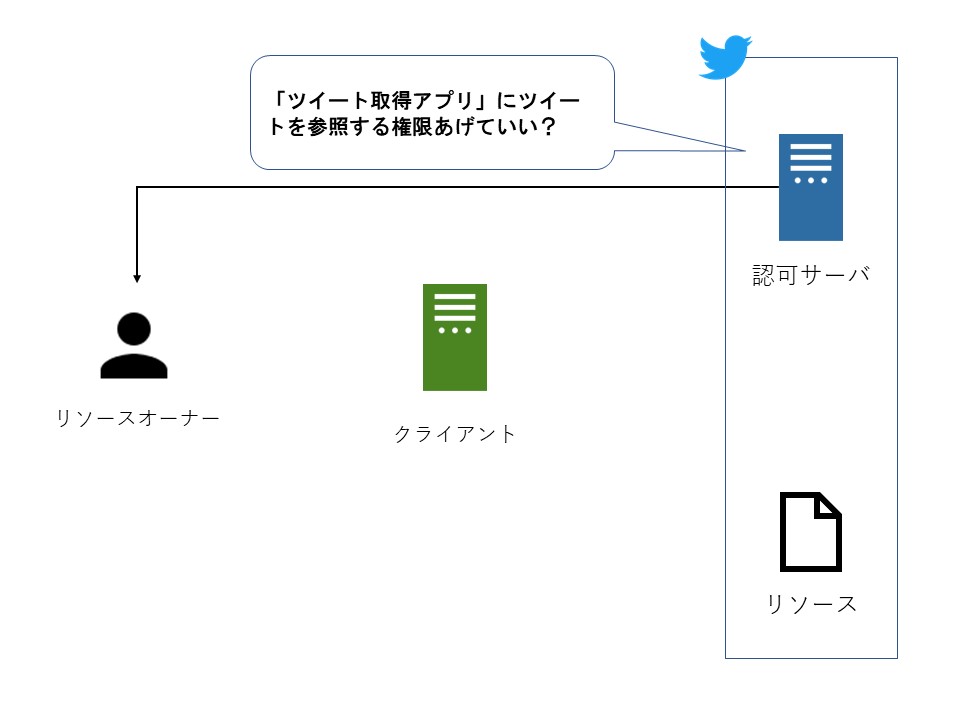 「ツイート取得アプリ」にツイー
トを参照する権限あげていい？
認可サーバ
リソースオーナー
クライアント
リソース